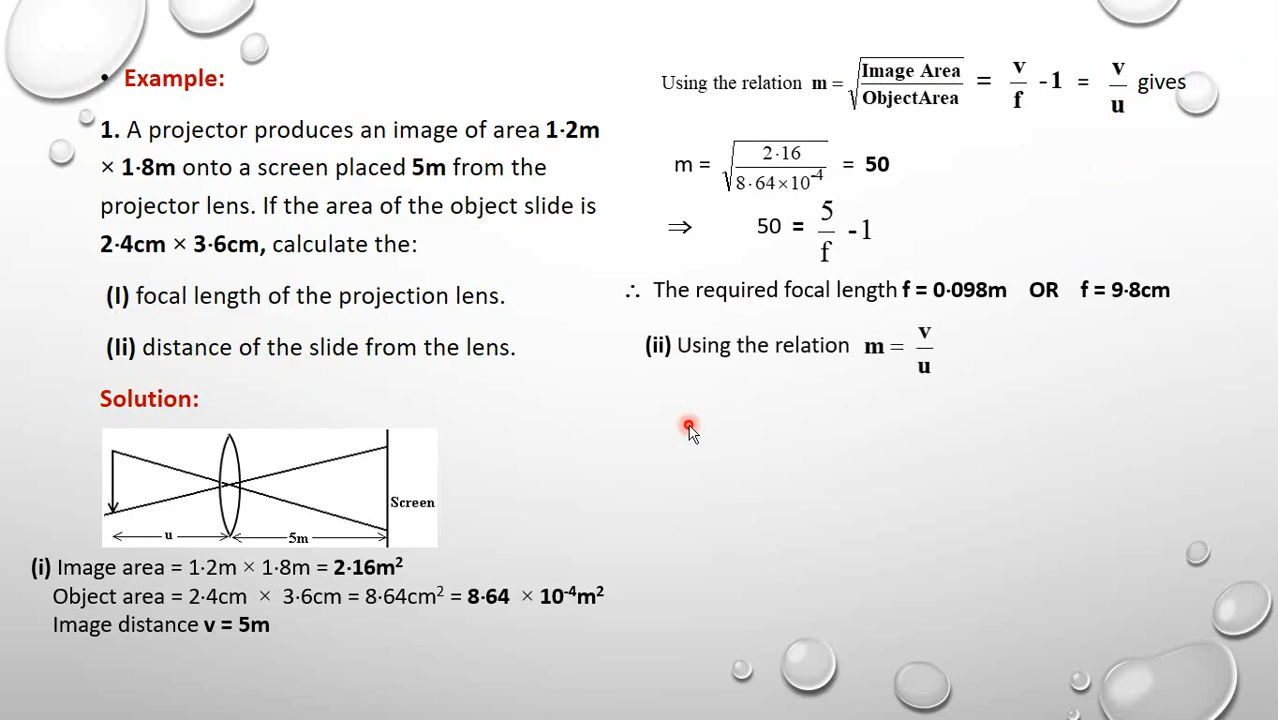 • Example:
1. A projector produces an image of area 1·2m
× 1·8m onto a screen placed 5m from the
projector lens. If the area of the object slide is
2·4cm × 3·6cm, calculate the:
(I) focal length of the projection lens.
(Ii) distance of the slide from the lens.
Solution:
u
5m
Screen
(i) Image area = 1·2m × 1·8m = 2·16m²
Object area = 2·4cm × 3·6cm = 8·64cm² = 8·64 × 10⁻⁴m²
Image distance v = 5m
Using the relation m = √(Image Area / ObjectArea) = v/f -1 = v/u gives
m = √(2·16 / 8·64×10⁻⁴) = 50
⇒ 50 = 5/f -1
∴ The required focal length f = 0·098m OR f = 9·8cm
(ii) Using the relation m = v/u